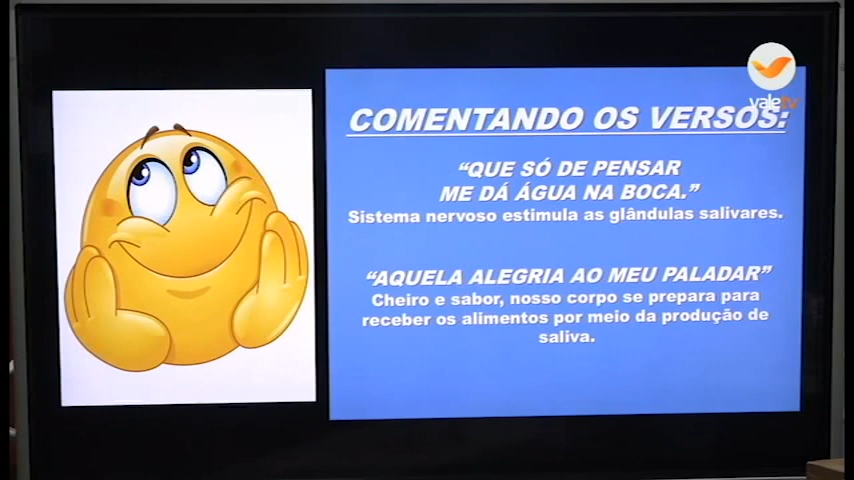 valetv
COMENTANDO OS VERSOS:
“QUE SÓ DE PENSAR
ME DÁ ÁGUA NA BOCA.”
Sistema nervoso estimula as glândulas salivares.
“AQUELA ALEGRIA AO MEU PALADAR”
Cheiro e sabor, nosso corpo se prepara para
receber os alimentos por meio da produção de
saliva.